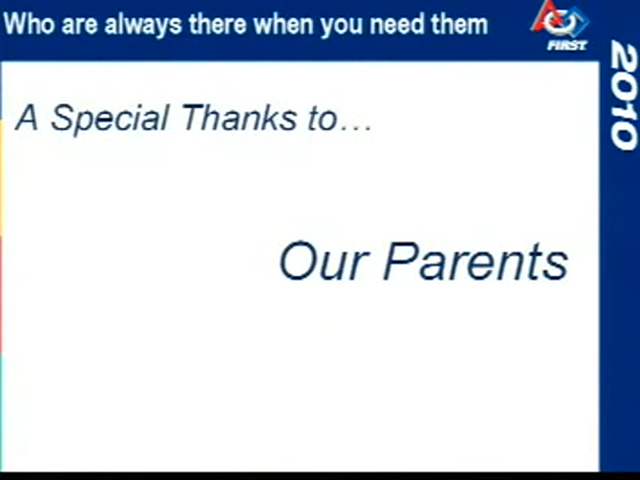 Who are always there when you need them
FIRST
2010
A Special Thanks to…
Our Parents